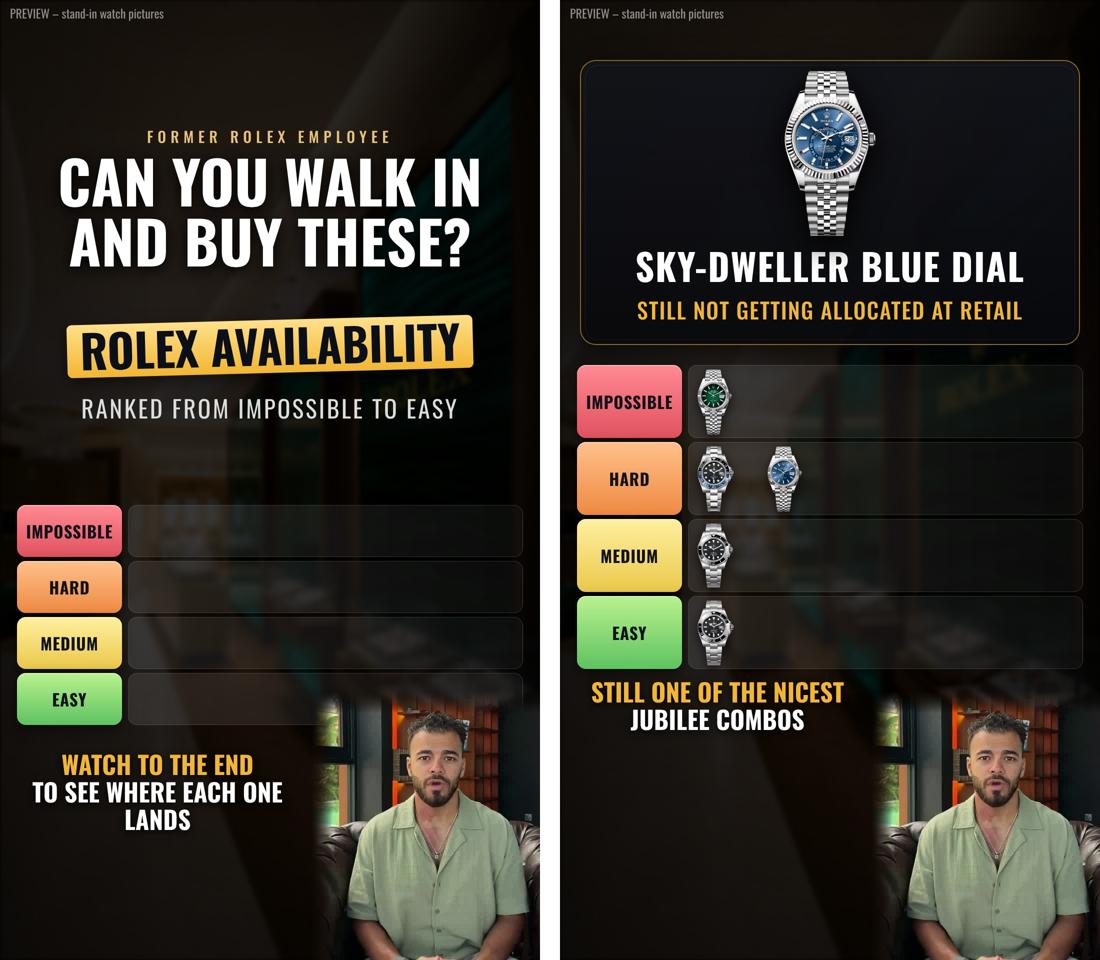 PREVIEW – stand-in watch pictures
FORMER ROLEX EMPLOYEE
CAN YOU WALK IN
AND BUY THESE?
ROLEX AVAILABILITY
RANKED FROM IMPOSSIBLE TO EASY
IMPOSSIBLE
HARD
MEDIUM
EASY
WATCH TO THE END
TO SEE WHERE EACH ONE
LANDS
PREVIEW – stand-in watch pictures
SKY-DWELLER BLUE DIAL
STILL NOT GETTING ALLOCATED AT RETAIL
ROLEX
IMPOSSIBLE
HARD
MEDIUM
EASY
STILL ONE OF THE NICEST
JUBILEE COMBOS